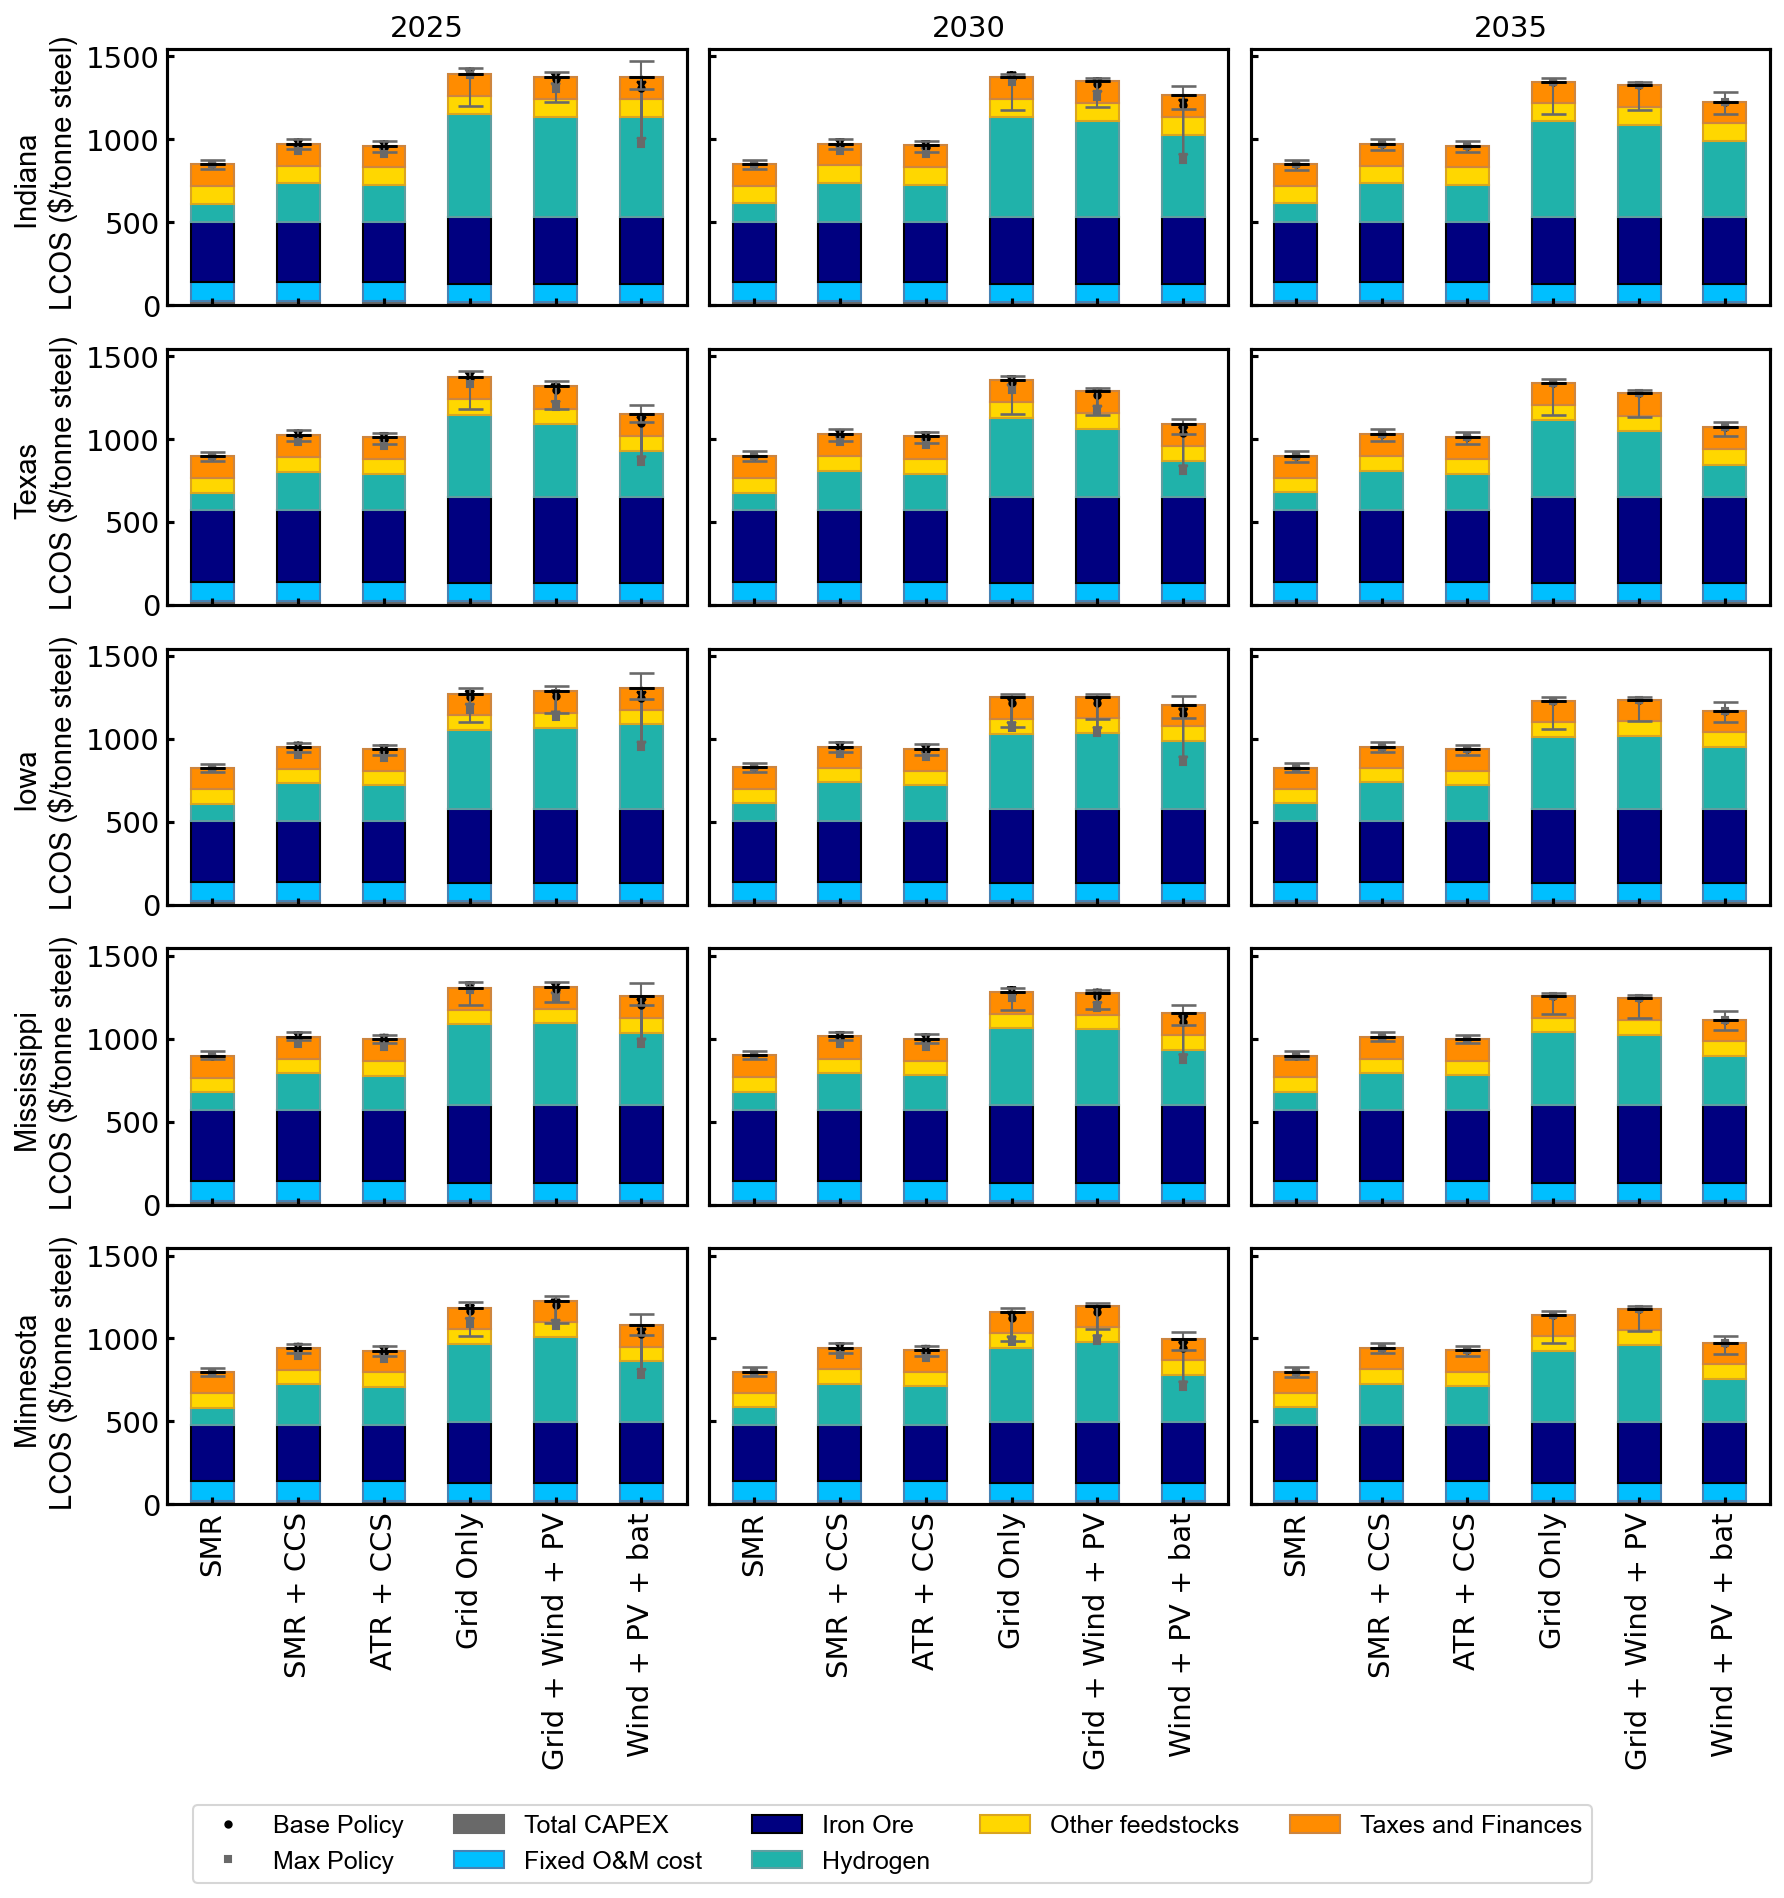 2025 2030 2035
Indiana
LCOS ($/tonne steel)
1500
1000
500
0
Texas
LCOS ($/tonne steel)
1500
1000
500
0
Iowa
LCOS ($/tonne steel)
1500
1000
500
0
Mississippi
LCOS ($/tonne steel)
1500
1000
500
0
Minnesota
LCOS ($/tonne steel)
1500
1000
500
0
SMR
SMR + CCS
ATR + CCS
Grid Only
Grid + Wind + PV
Wind + PV + bat
SMR
SMR + CCS
ATR + CCS
Grid Only
Grid + Wind + PV
Wind + PV + bat
SMR
SMR + CCS
ATR + CCS
Grid Only
Grid + Wind + PV
Wind + PV + bat
Base Policy Total CAPEX Iron Ore Other feedstocks Taxes and Finances
Max Policy Fixed O&M cost Hydrogen